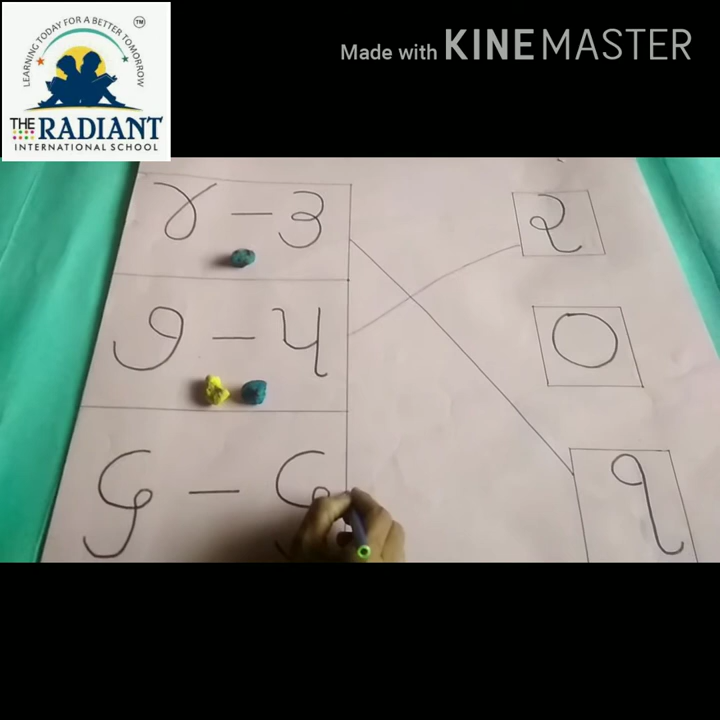 LEARNING TODAY FOR A BETTER TOMORROW
TM
THE RADIANT
INTERNATIONAL SCHOOL
Made with KINEMASTER
૪ – ૩
૨
૭ – ૫
૦
૬ – ૬
૧